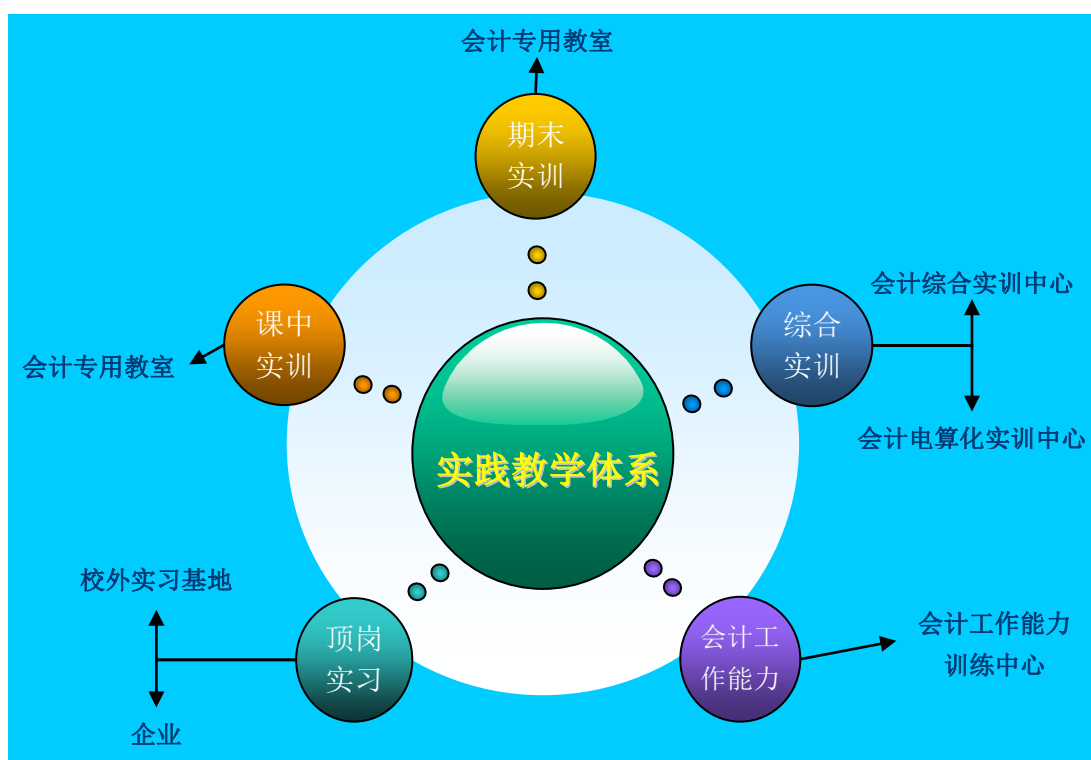 会计专用教室
期末
实训
会计综合实训中心
课中
实训
综合
实训
会计专用教室
会计电算化实训中心
实践教学体系
校外实习基地
顶岗
实习
会计工
作能力
会计工作能力
训练中心
企业